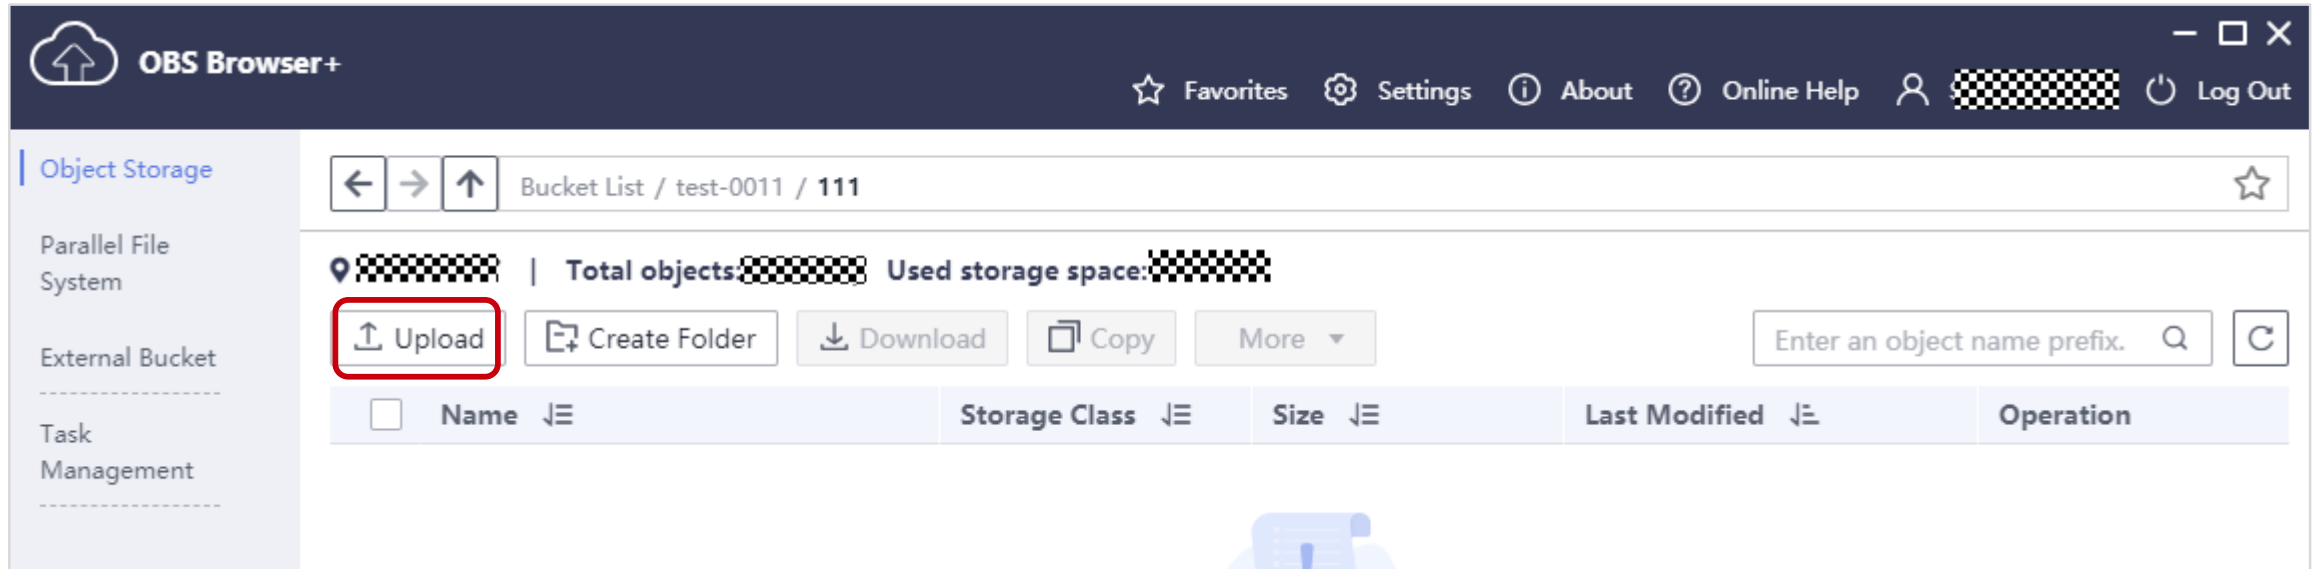 OBS Browser+
Favorites Settings About Online Help Log Out
Object Storage
Parallel File
System
External Bucket
Task
Management
Bucket List / test-0011 / 111
| Total objects: Used storage space:
Upload Create Folder Download Copy More
Enter an object name prefix.
Name Storage Class Size Last Modified Operation